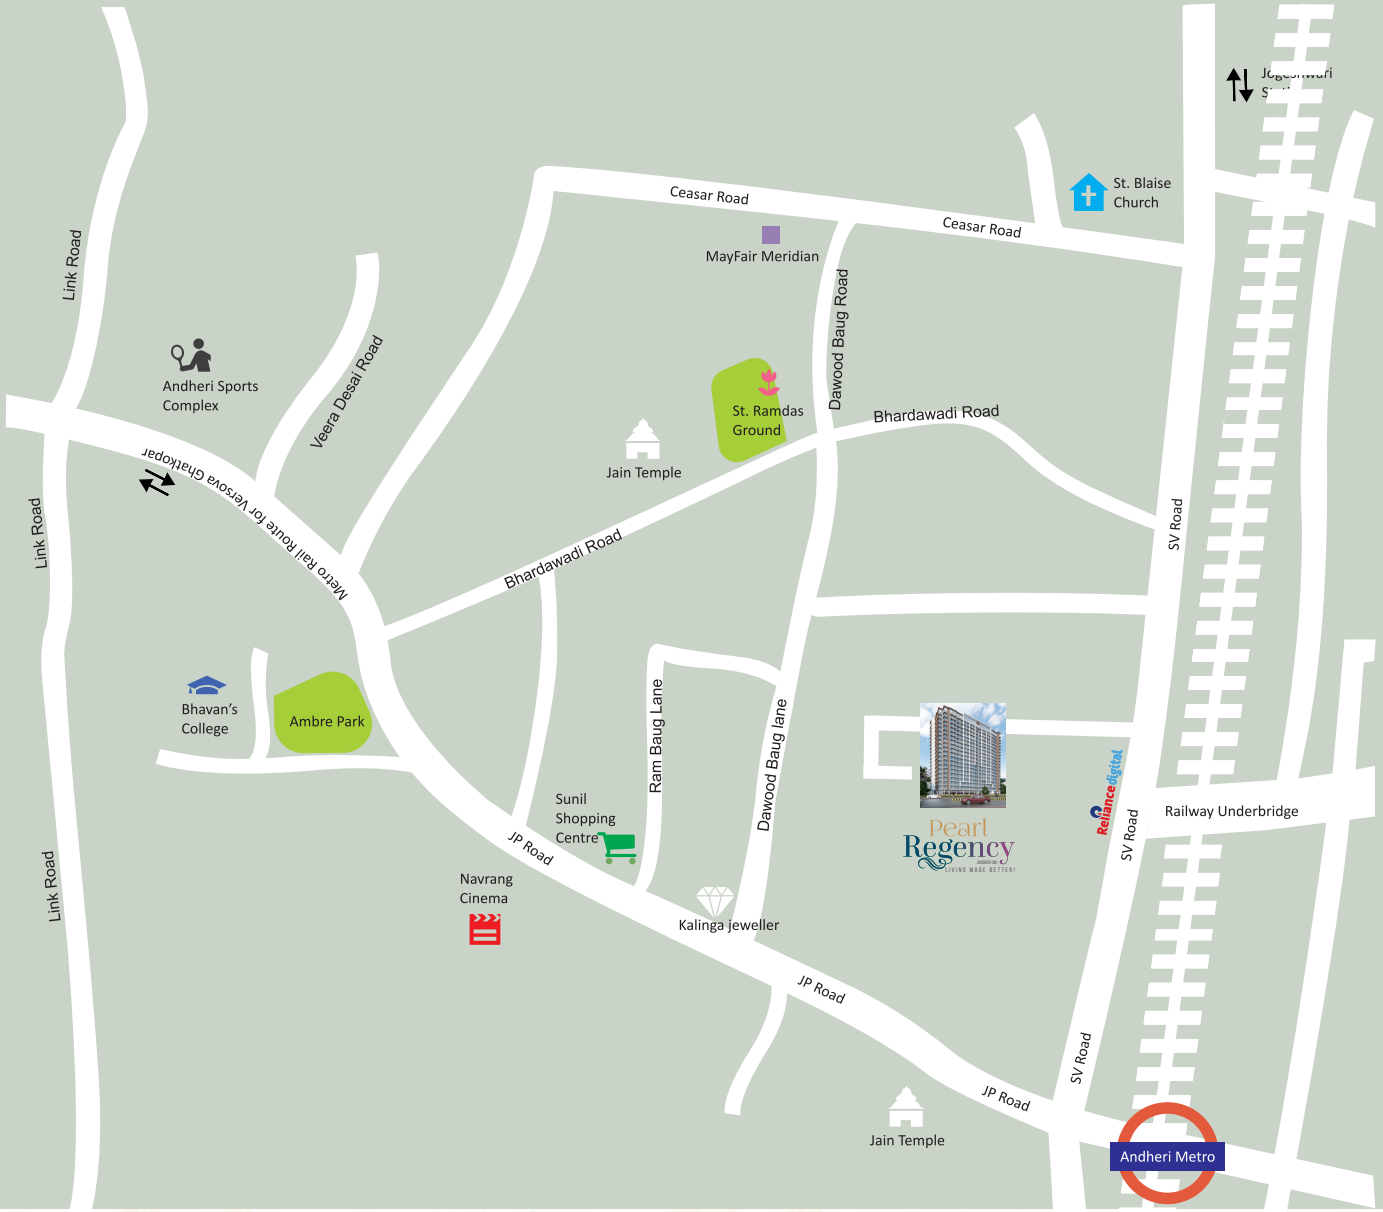 Jogeshwari
St. Blaise
Church
Ceasar Road
Ceasar Road
MayFair Meridian
Link Road
Dawood Baug Road
Veera Desai Road
Andheri Sports
Complex
St. Ramdas
Ground
Bhardawadi Road
Jain Temple
Metro Rail Route for Versova Ghatkopar
Link Road
SV Road
Bhardawadi Road
Bhavan's
College
Ambre Park
Ram Baug Lane
Dawood Baug lane
Reliance digital
Pearl
Regency
LIVING MADE BETTER!
Railway Underbridge
SV Road
Sunil
Shopping
Centre
JP Road
Link Road
Navrang
Cinema
Kalinga jeweller
JP Road
SV Road
JP Road
Jain Temple
Andheri Metro